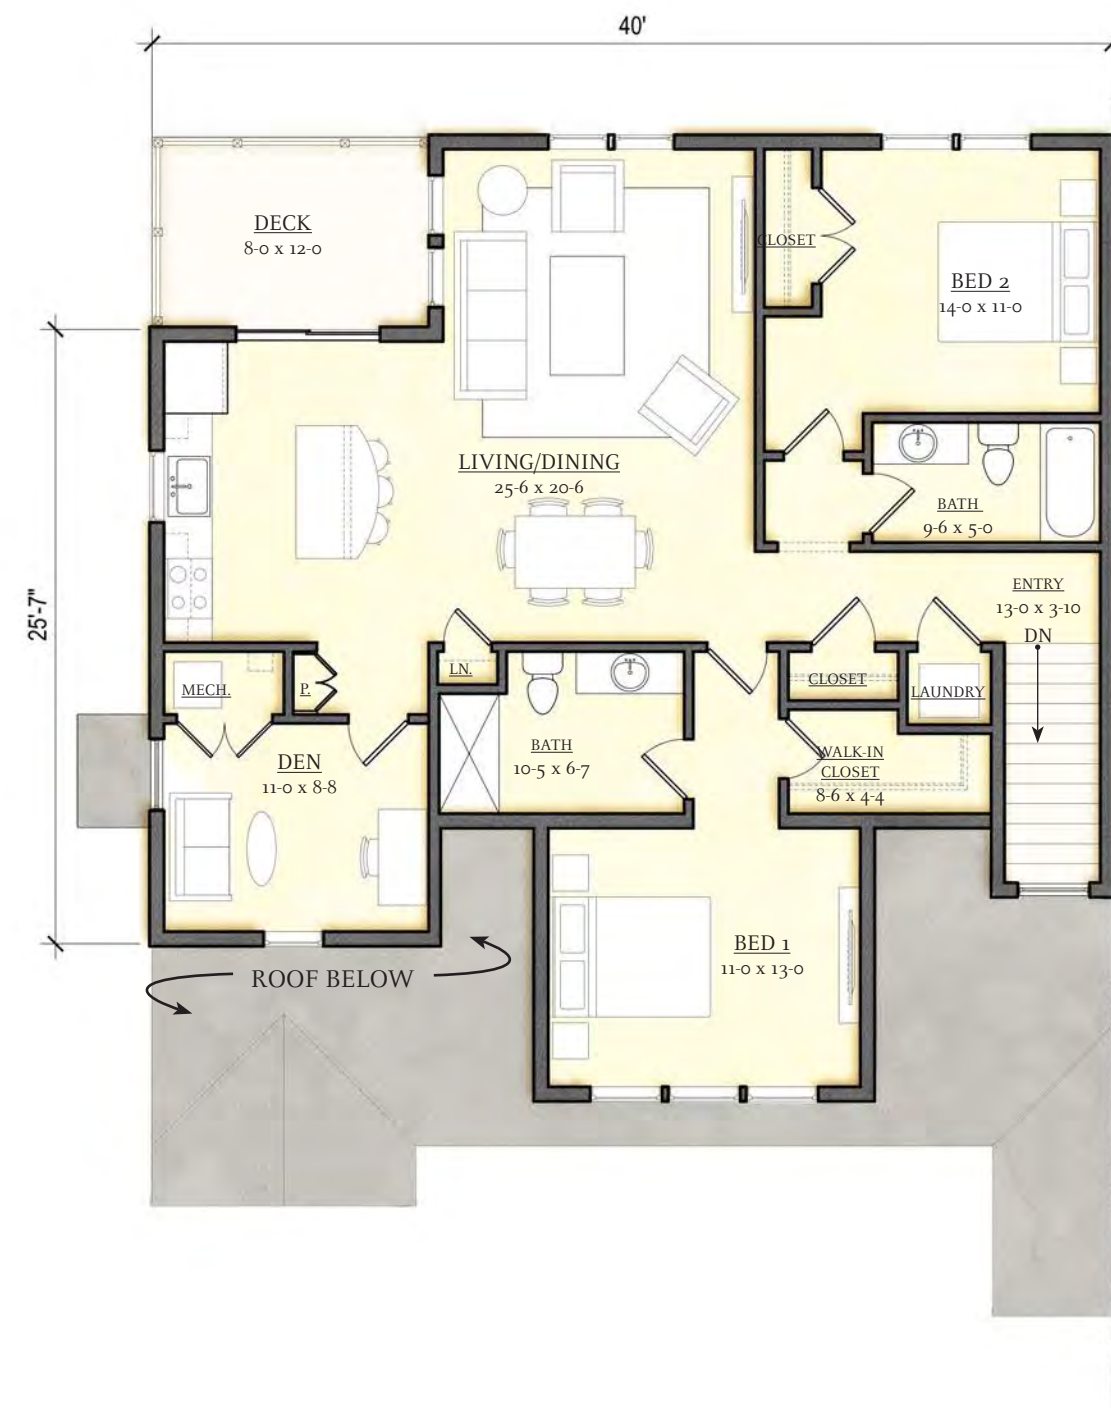 40'
DECK
8-0 x 12-0
CLOSET
BED 2
14-0 x 11-0
LIVING/DINING
25-6 x 20-6
BATH
9-6 x 5-0
25'-7"
ENTRY
13-0 x 3-10
DN
LN.
MECH.
P.
CLOSET
LAUNDRY
BATH
10-5 x 6-7
DEN
11-0 x 8-8
WALK-IN
CLOSET
8-6 x 4-4
BED 1
11-0 x 13-0
ROOF BELOW